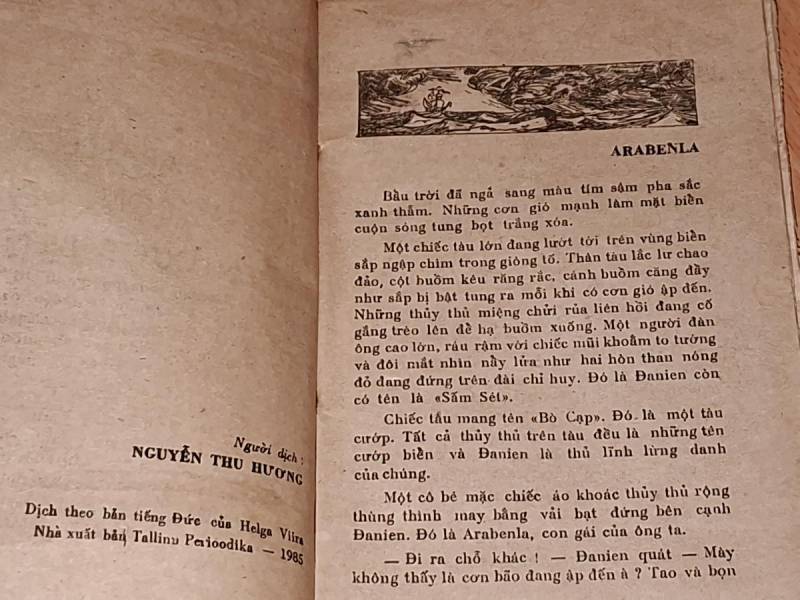 Người dịch :
NGUYỄN THU HƯƠNG
Dịch theo bản tiếng Đức của Helga Viira
Nhà xuất bản Tallinn Perioodika — 1985
ARABENLA
Bầu trời đã ngả sang màu tím sậm pha sắc
xanh thẫm. Những cơn gió mạnh làm mặt biển
cuộn sóng tung bọt trắng xóa.
Một chiếc tàu lớn đang lướt tới trên vùng biển
sắp ngập chìm trong giông tố. Thân tàu lắc lư chao
đảo, cột buồm kêu răng rắc, cánh buồm căng đầy
như sắp bị bật tung ra mỗi khi có cơn gió ập đến.
Những thủy thủ miệng chửi rủa liên hồi đang cố
gắng trèo lên để hạ buồm xuống. Một người đàn
ông cao lớn, râu rậm với chiếc mũi khoằm to tướng
và đôi mắt nhìn nẩy lửa như hai hòn than nóng
đỏ đang đứng trên đài chỉ huy. Đó là Đanien còn
có tên là «Sấm Sét».
Chiếc tầu mang tên «Bò Cạp». Đó là một tàu
cướp. Tất cả thủy thủ trên tàu đều là những tên
cướp biển và Đanien là thủ lĩnh lừng danh
của chúng.
Một cô bé mặc chiếc áo khoác thủy thủ rộng
thùng thình may bằng vải bạt đứng bên cạnh
Đanien. Đó là Arabenla, con gái của ông ta.
— Đi ra chỗ khác ! — Đanien quát — Mày
không thấy là cơn bão đang ập đến à ? Tao và bọn